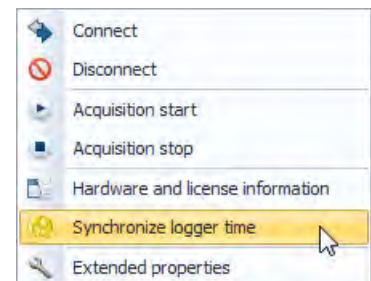 Connect
Disconnect
Acquisition start
Acquisition stop
Hardware and license information
Synchronize logger time
Extended properties